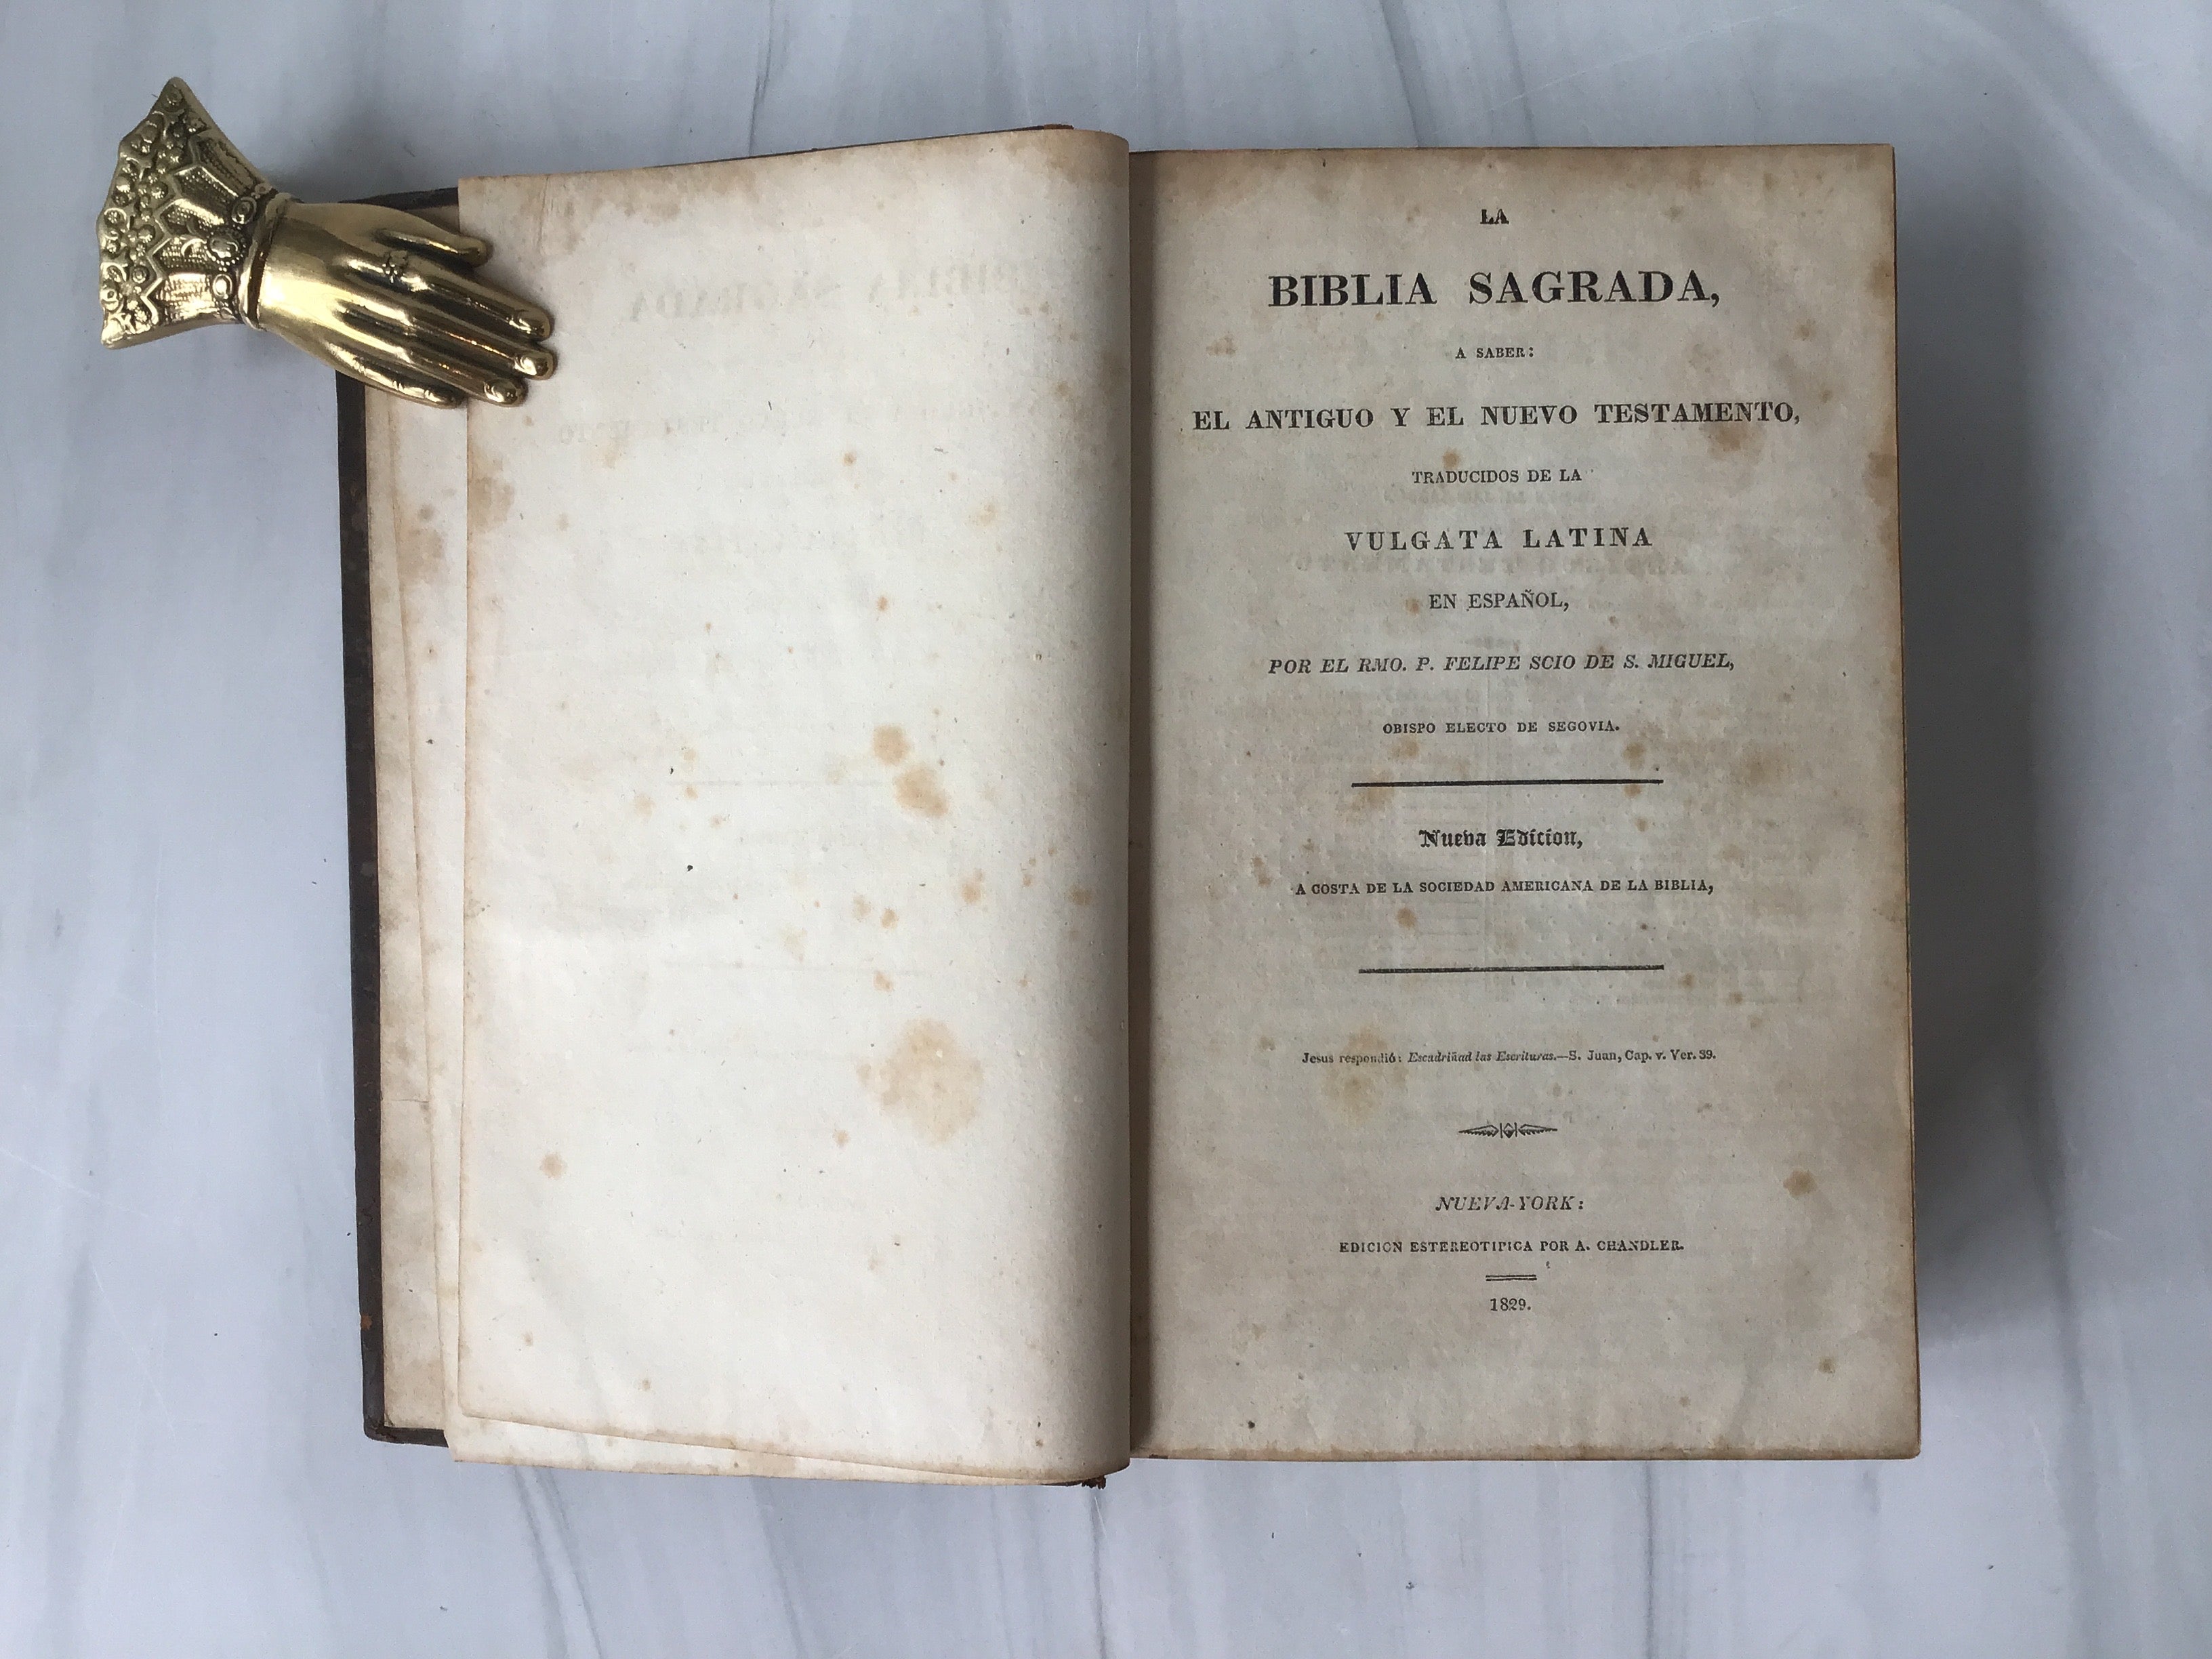 LA
BIBLIA SAGRADA,
A SABER:
EL ANTIGUO Y EL NUEVO TESTAMENTO,
TRADUCIDOS DE LA
VULGATA LATINA
EN ESPAÑOL,
POR EL RMO. P. FELIPE SCIO DE S. MIGUEL,
OBISPO ELECTO DE SEGOVIA.
Nueva Edicion,
A COSTA DE LA SOCIEDAD AMERICANA DE LA BIBLIA,
Jesus respondió: Escudriñad las Escrituras.—S. Juan, Cap. v. Ver. 39.
NUEVA-YORK:
EDICION ESTEREOTIPICA POR A. CHANDLER.
1829.